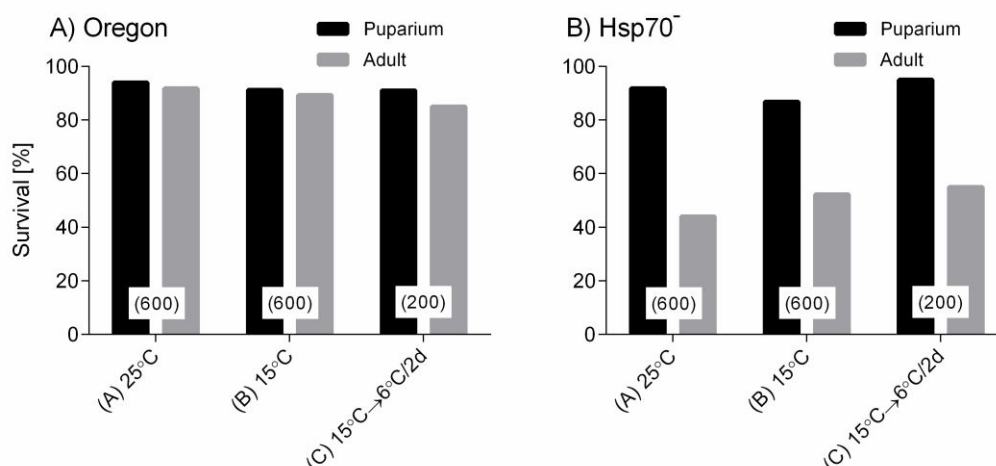 A) Oregon
Puparium
Adult
Survival [%]
100
80
60
40
20
0
(600)
(600)
(200)
(A) 25°C
(B) 15°C
(C) 15°C→6°C/2d
B) Hsp70⁻
Puparium
Adult
100
80
60
40
20
0
(600)
(600)
(200)
(A) 25°C
(B) 15°C
(C) 15°C→6°C/2d